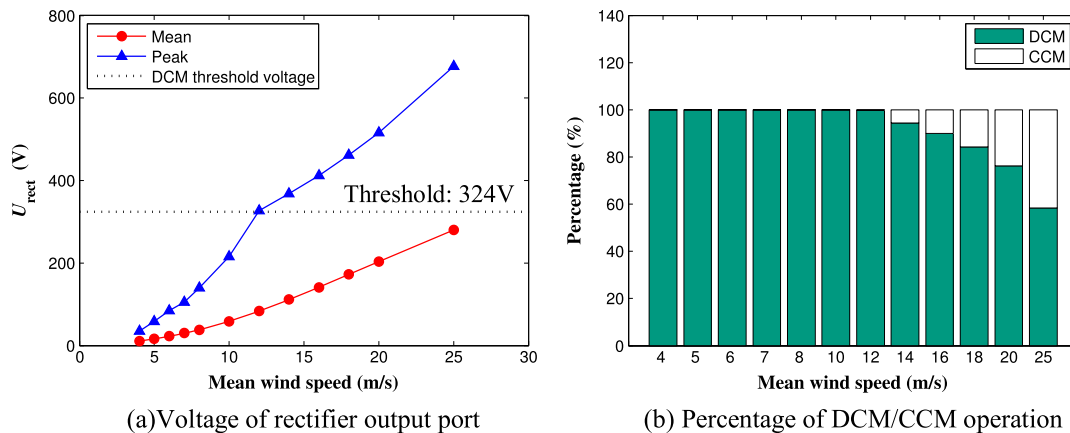 800
600
400
200
0
0
5
10
15
20
25
30
U_rect (V)
Mean wind speed (m/s)
Mean
Peak
DCM threshold voltage
Threshold: 324V
(a)Voltage of rectifier output port
140
120
100
80
60
40
20
0
4
5
6
7
8
10
12
14
16
18
20
25
Percentage (%)
Mean wind speed (m/s)
DCM
CCM
(b) Percentage of DCM/CCM operation